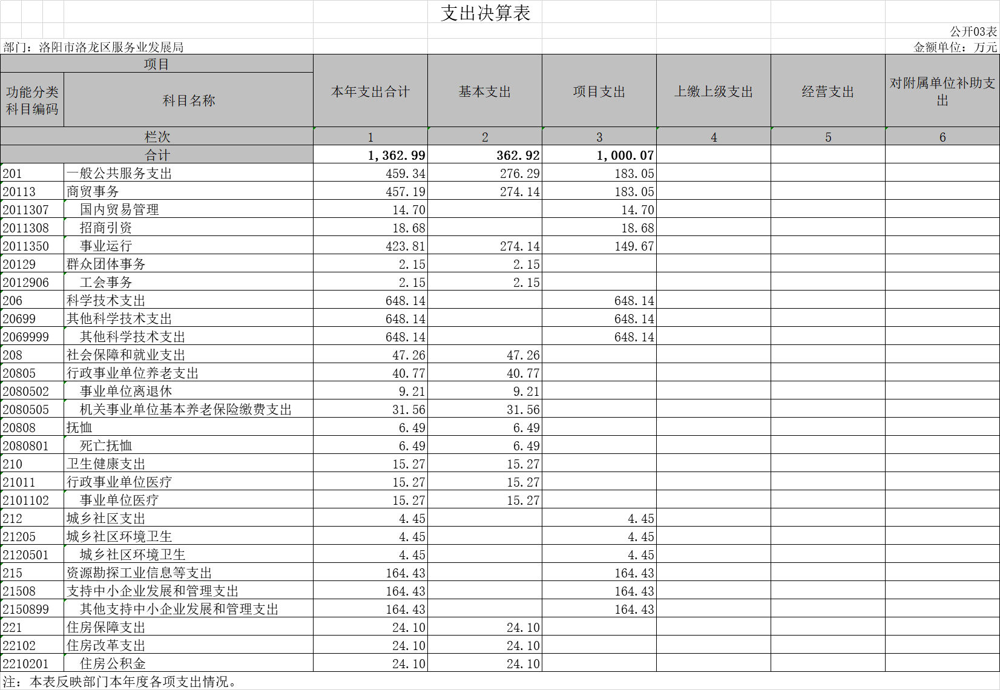 支出决算表
公开03表
部门：洛阳市洛龙区服务业发展局 金额单位：万元
项目 本年支出合计 基本支出 项目支出 上缴上级支出 经营支出 对附属单位补助支出
功能分类科目编码 科目名称
栏次 1 2 3 4 5 6
合计 1,362.99 362.92 1,000.07
201 一般公共服务支出 459.34 276.29 183.05
20113 商贸事务 457.19 274.14 183.05
2011307 国内贸易管理 14.70 14.70
2011308 招商引资 18.68 18.68
2011350 事业运行 423.81 274.14 149.67
20129 群众团体事务 2.15 2.15
2012906 工会事务 2.15 2.15
206 科学技术支出 648.14 648.14
20699 其他科学技术支出 648.14 648.14
2069999 其他科学技术支出 648.14 648.14
208 社会保障和就业支出 47.26 47.26
20805 行政事业单位养老支出 40.77 40.77
2080502 事业单位离退休 9.21 9.21
2080505 机关事业单位基本养老保险缴费支出 31.56 31.56
20808 抚恤 6.49 6.49
2080801 死亡抚恤 6.49 6.49
210 卫生健康支出 15.27 15.27
21011 行政事业单位医疗 15.27 15.27
2101102 事业单位医疗 15.27 15.27
212 城乡社区支出 4.45 4.45
21205 城乡社区环境卫生 4.45 4.45
2120501 城乡社区环境卫生 4.45 4.45
215 资源勘探工业信息等支出 164.43 164.43
21508 支持中小企业发展和管理支出 164.43 164.43
2150899 其他支持中小企业发展和管理支出 164.43 164.43
221 住房保障支出 24.10 24.10
22102 住房改革支出 24.10 24.10
2210201 住房公积金 24.10 24.10
注：本表反映部门本年度各项支出情况。